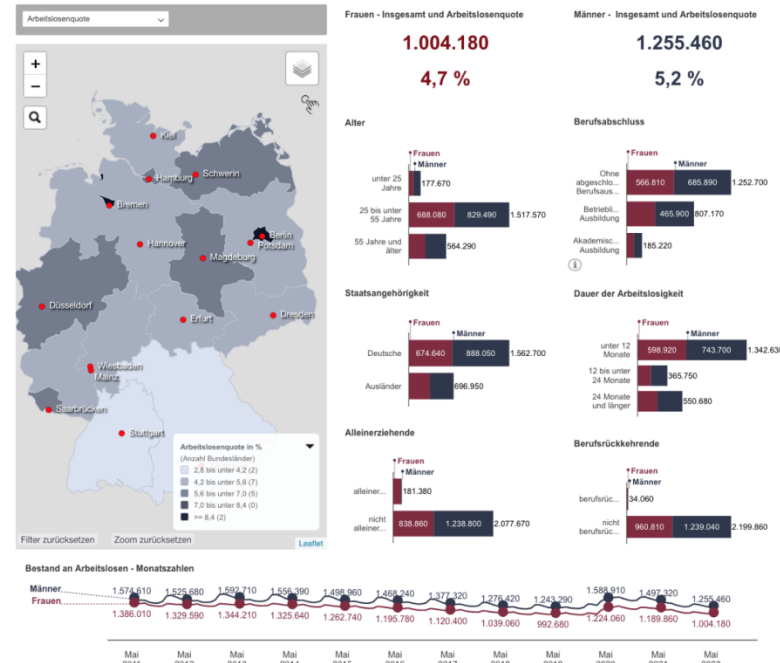 Arbeitslosenquote
+
−
Kiel
Hamburg
Schwerin
Bremen
Berlin
Potsdam
Hannover
Magdeburg
Düsseldorf
Erfurt
Dresden
Wiesbaden
Mainz
Saarbrücken
Stuttgart
Arbeitslosenquote in %
(Anzahl Bundesländer)
2,8 bis unter 4,2 (2)
4,2 bis unter 5,6 (7)
5,6 bis unter 7,0 (5)
7,0 bis unter 8,4 (0)
>= 8,4 (2)
Filter zurücksetzen Zoom zurücksetzen
Leaflet
Frauen - Insgesamt und Arbeitslosenquote
1.004.180
4,7 %
Männer - Insgesamt und Arbeitslosenquote
1.255.460
5,2 %
Alter
Frauen
Männer
unter 25
Jahre
177.670
25 bis unter
55 Jahre
688.080 829.490 1.517.570
55 Jahre und
älter
564.290
Berufsabschluss
Frauen
Männer
Ohne
abgeschlo...
Berufsaus...
566.810 685.890 1.252.700
Betriebli...
Ausbildung
465.900 807.170
Akademisc...
Ausbildung
185.220
i
Staatsangehörigkeit
Frauen
Männer
Deutsche 674.640 888.050 1.562.700
Ausländer 696.950
Dauer der Arbeitslosigkeit
Frauen
Männer
unter 12
Monate
598.920 743.700 1.342.630
12 bis unter
24 Monate
365.750
24 Monate
und länger
550.680
Alleinerziehende
Frauen
Männer
alleiner... 181.380
nicht
alleiner...
838.860 1.238.800 2.077.670
Berufsrückkehrende
Frauen
Männer
berufsrüc... 34.060
nicht
berufsrüc...
960.810 1.239.040 2.199.860
Bestand an Arbeitslosen - Monatszahlen
Männer 1.574.610 1.525.680 1.592.710 1.556.390 1.498.960 1.468.240 1.377.320 1.276.420 1.243.290 1.588.910 1.497.320 1.255.460
Frauen 1.386.010 1.329.590 1.344.210 1.325.640 1.262.740 1.195.780 1.120.400 1.039.060 992.680 1.224.060 1.189.860 1.004.180
Mai Mai Mai Mai Mai Mai Mai Mai Mai Mai Mai Mai